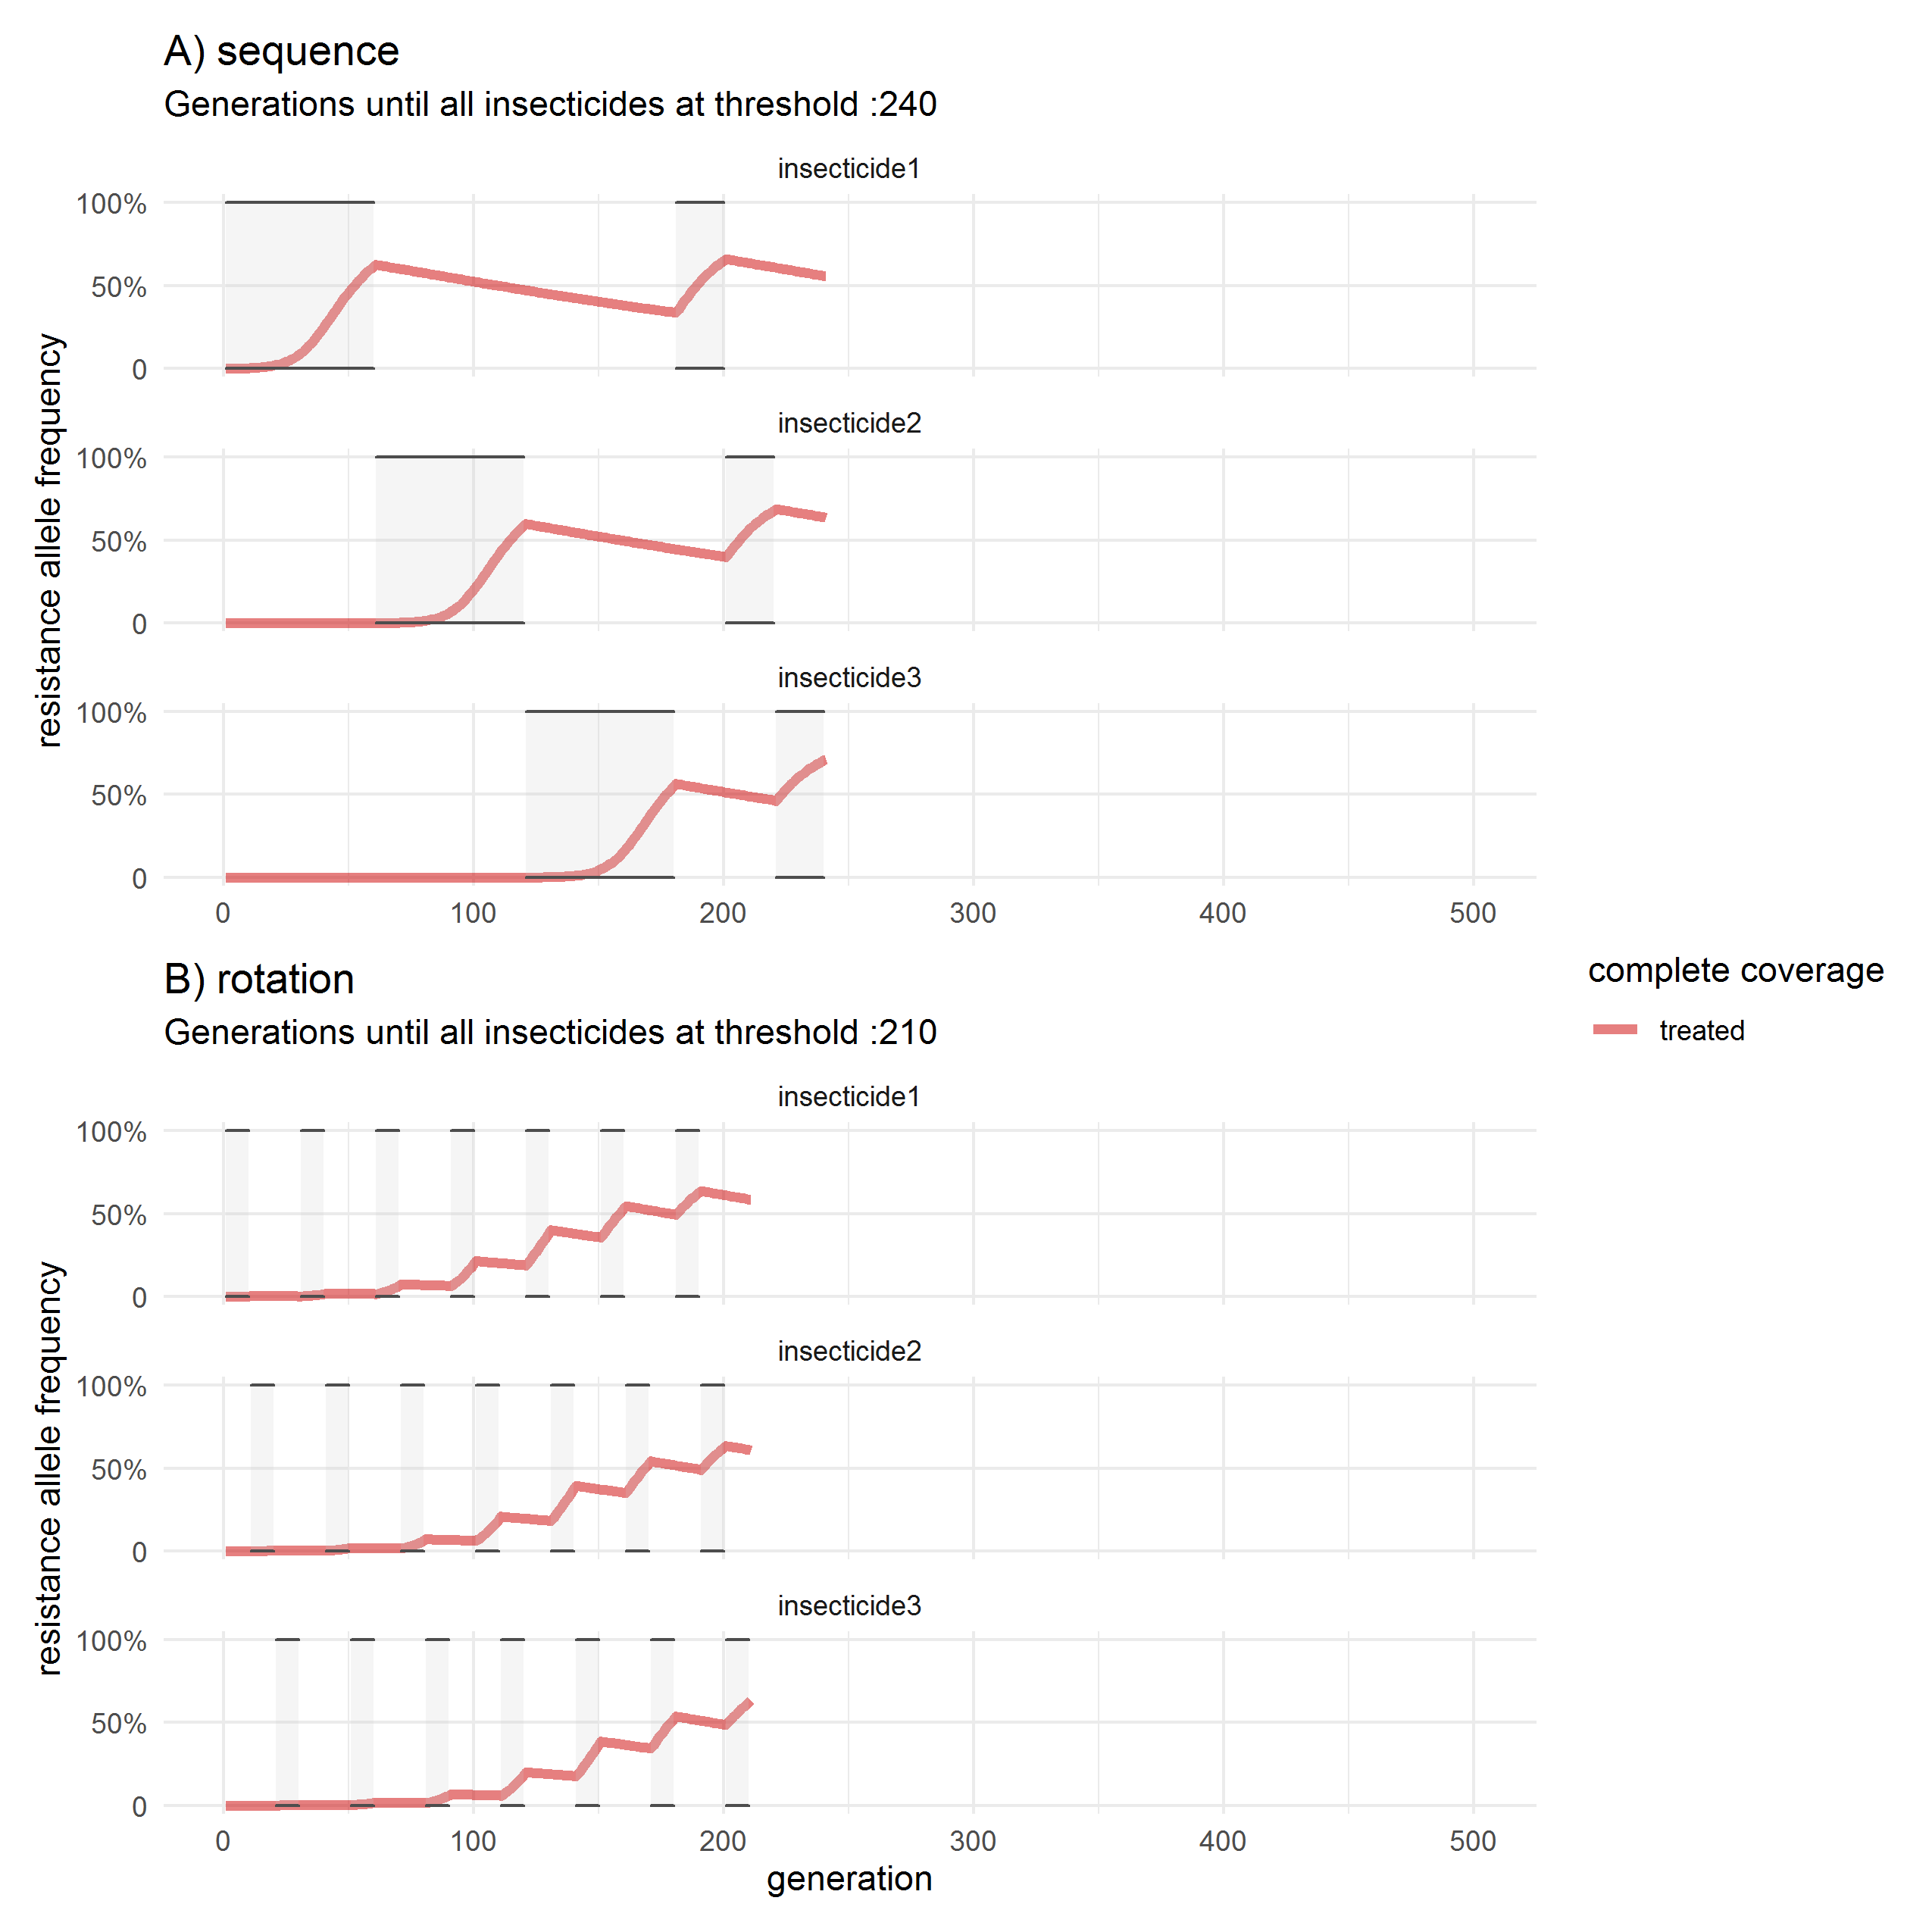 A) sequence
Generations until all insecticides at threshold :240
insecticide1
100%
50%
0
insecticide2
100%
50%
0
insecticide3
100%
50%
0
resistance allele frequency
0 100 200 300 400 500
B) rotation
Generations until all insecticides at threshold :210
insecticide1
100%
50%
0
insecticide2
100%
50%
0
insecticide3
100%
50%
0
resistance allele frequency
0 100 200 300 400 500
generation
complete coverage
treated